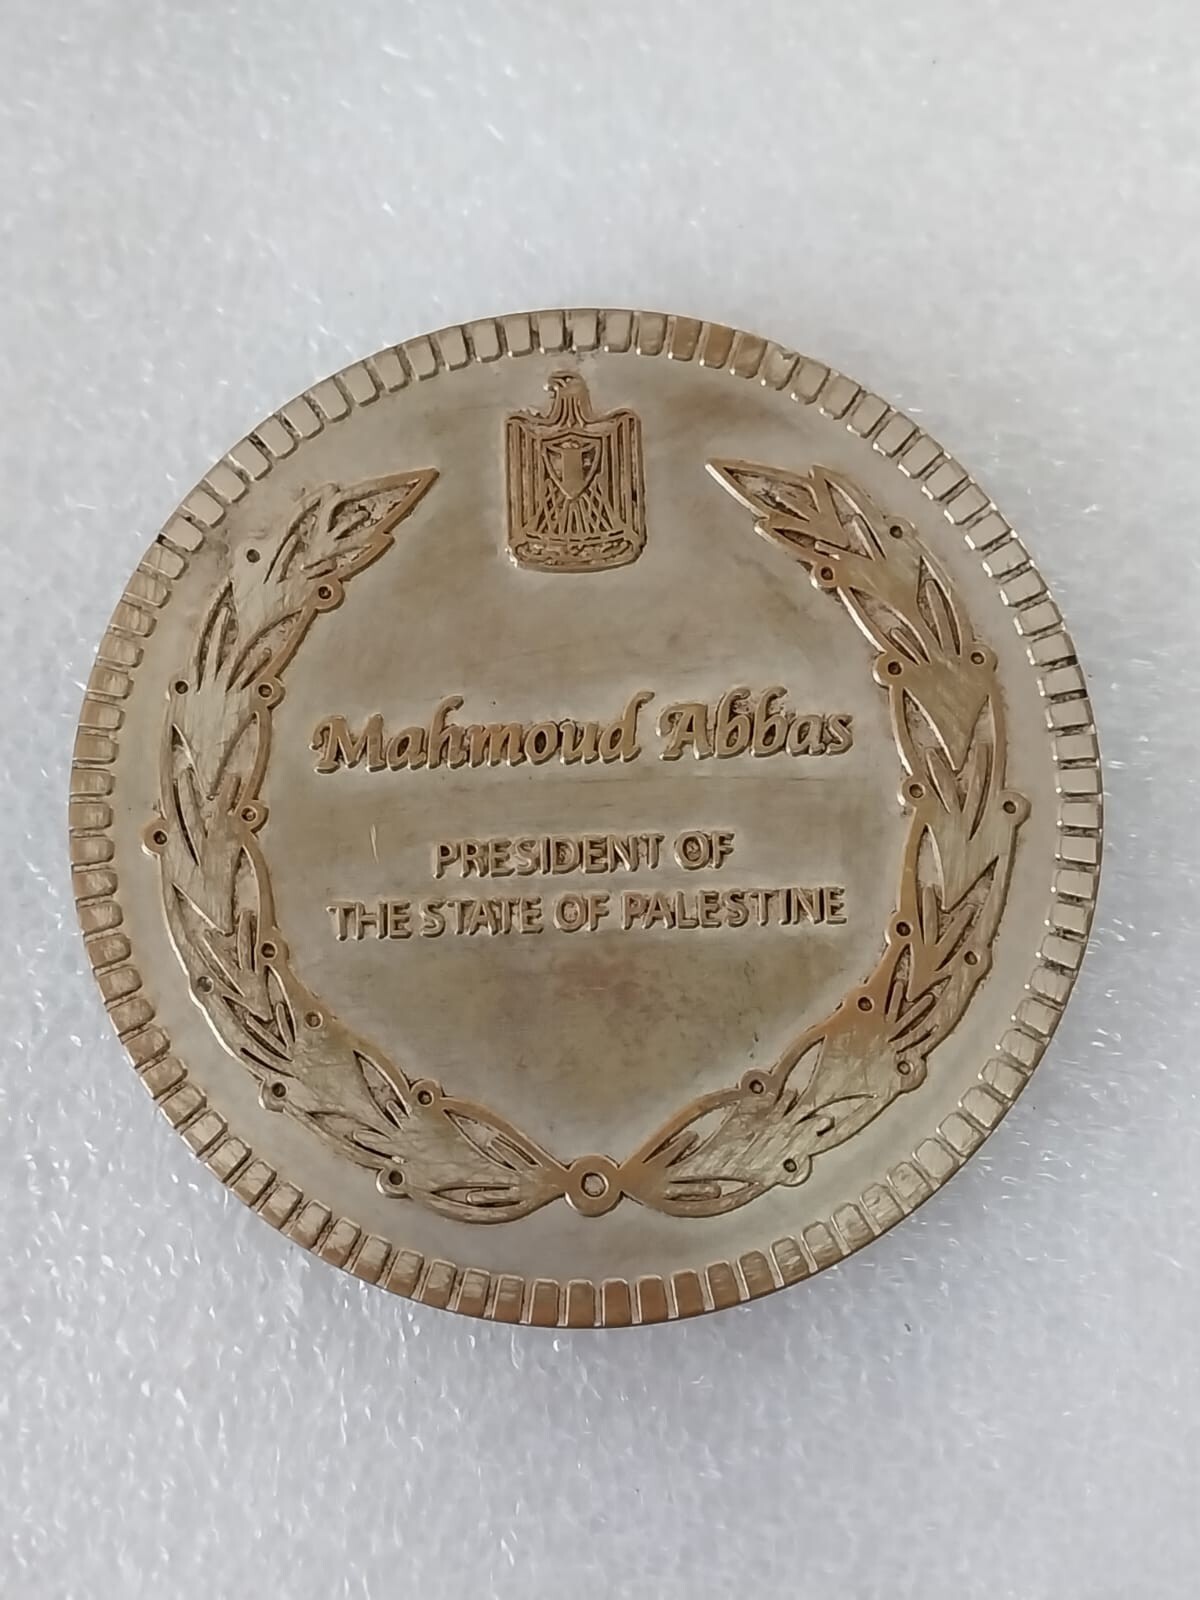 Mahmoud Abbas
PRESIDENT OF
THE STATE OF PALESTINE